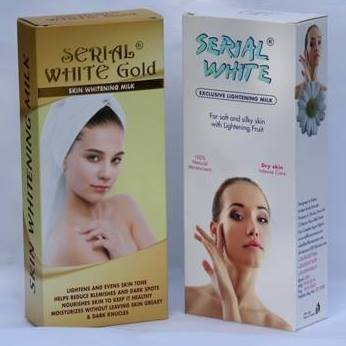 SERIAL®
WHITE Gold
SKIN WHITENING MILK
SKIN WHITENING MILK
LIGHTENS AND EVENS SKIN TONE
HELPS REDUCE BLEMISHES AND DARK SPOTS
NOURISHES SKIN TO KEEP IT HEALTHY
MOISTURIZES WITHOUT LEAVING SKIN GREASY
& DARK KNUCKLES
SERIAL®
WHITE
EXCLUSIVE LIGHTENING MILK
For soft and silky skin
with Lightening Fruit
100%
Natural
Moisturizers
Dry skin
Intense Care